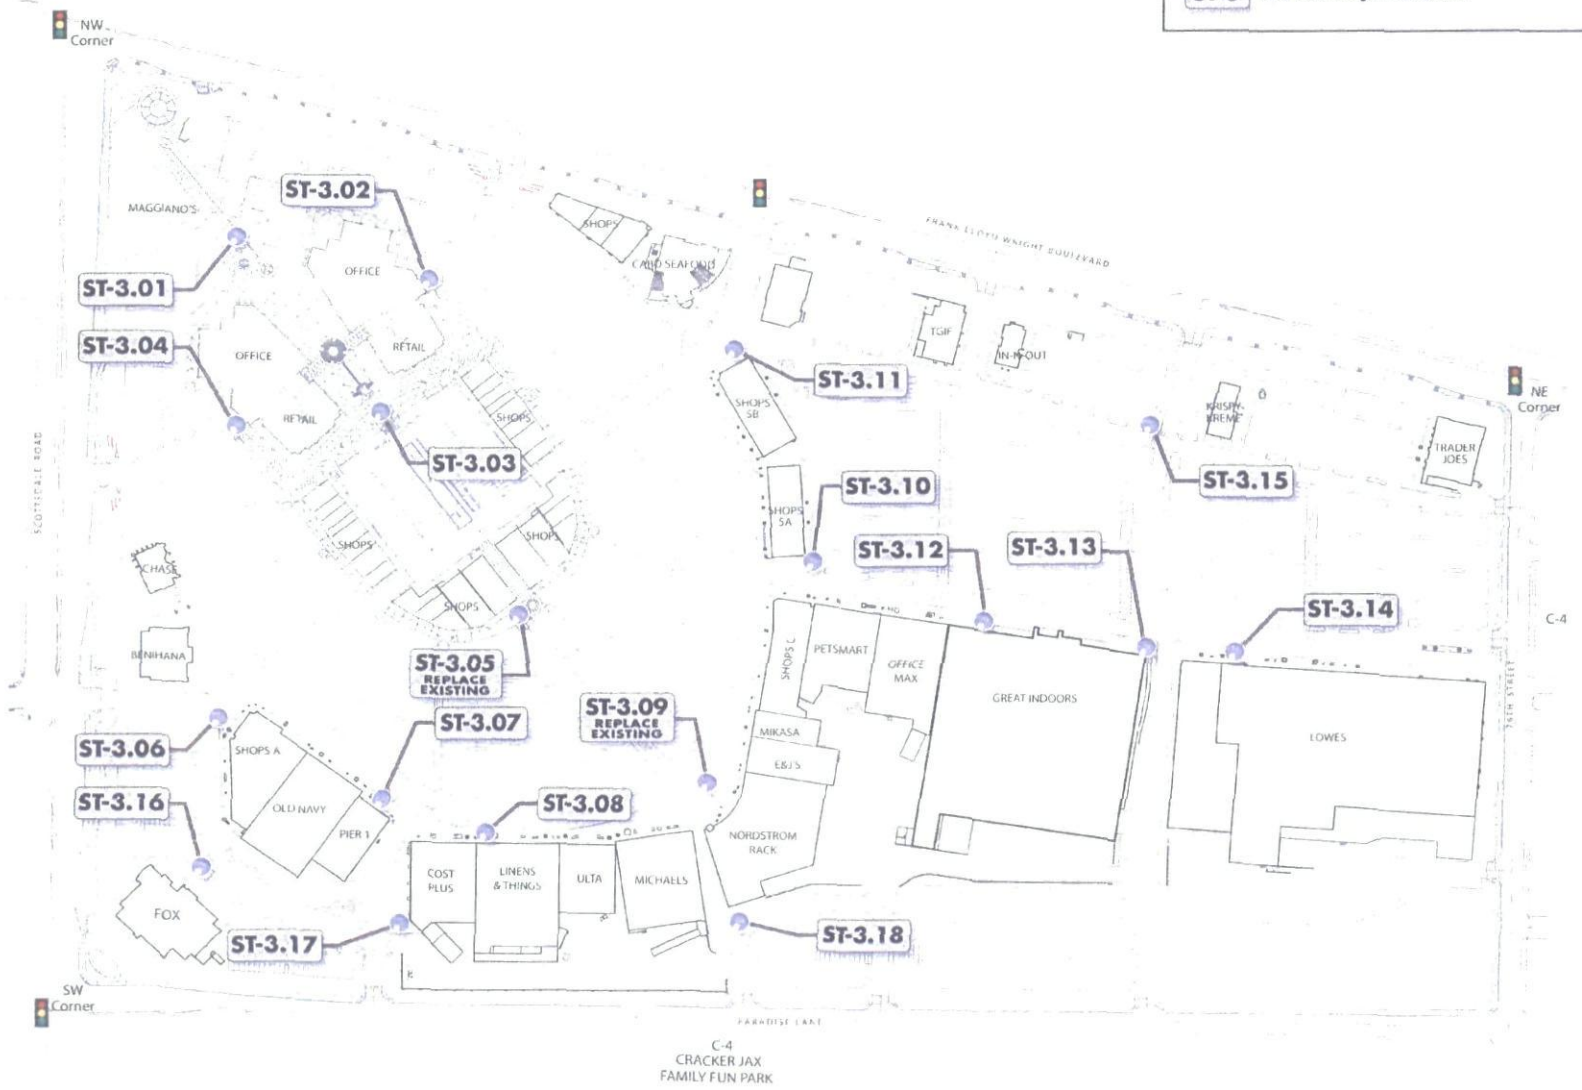 NW
Corner
MAGGIANO'S
ST-3.02
OFFICE
SHOPS
CABO SEAFOOD
FRANK LLOYD WRIGHT BOULEVARD
ST-3.01
ST-3.04
OFFICE
RETAIL
RETAIL
ST-3.03
SHOPS
SHOPS
SHOPS
SHOPS
ST-3.11
TGIF
IN-N-OUT
SHOPS
5B
KRISPY
KREME
NE
Corner
TRADER
JOES
ST-3.15
ST-3.10
SHOPS
5A
ST-3.12
ST-3.13
ST-3.14
C-4
SCOTTSDALE ROAD
CHASE
BENIHANA
ST-3.05
REPLACE
EXISTING
ST-3.09
REPLACE
EXISTING
SHOPS C
PETSMART
OFFICE
MAX
GREAT INDOORS
LOWES
76TH STREET
MIKASA
E&J'S
ST-3.06
SHOPS A
ST-3.07
OLD NAVY
PIER 1
ST-3.16
ST-3.08
NORDSTROM
RACK
COST
PLUS
LINENS
& THINGS
ULTA
MICHAELS
FOX
ST-3.17
ST-3.18
SW
Corner
PARADISE LANE
C-4
CRACKER JAX
FAMILY FUN PARK